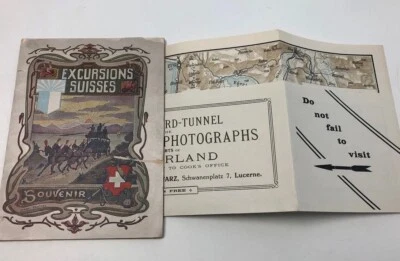 EXCURSIONS
SUISSES
SOUVENIR
RD-TUNNEL
PHOTOGRAPHS
RLAND
TO COOK'S OFFICE
ARZ, Schwanenplatz 7, Lucerne.
FREE
Do
not
fail
to
visit